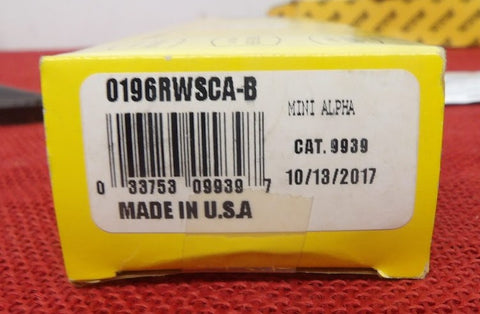 0196RWSCA-B
MINI ALPHA
CAT. 9939
0 33753 09939 7
10/13/2017
MADE IN U.S.A